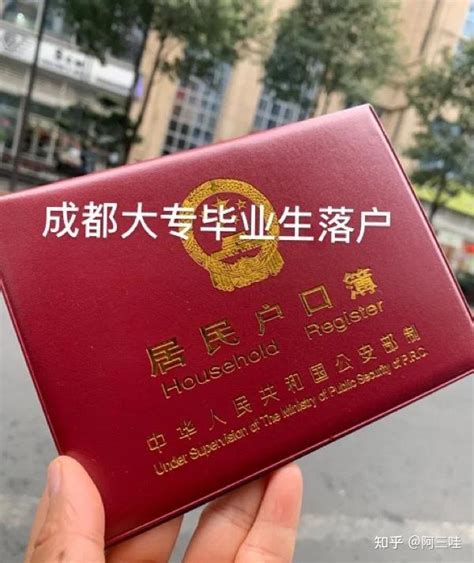 成都大专毕业生落户
居民户口簿
Household Register
中华人民共和国公安部制
Under Supervision of The Ministry of Public Security of P.R.C
知乎 @阿三哇